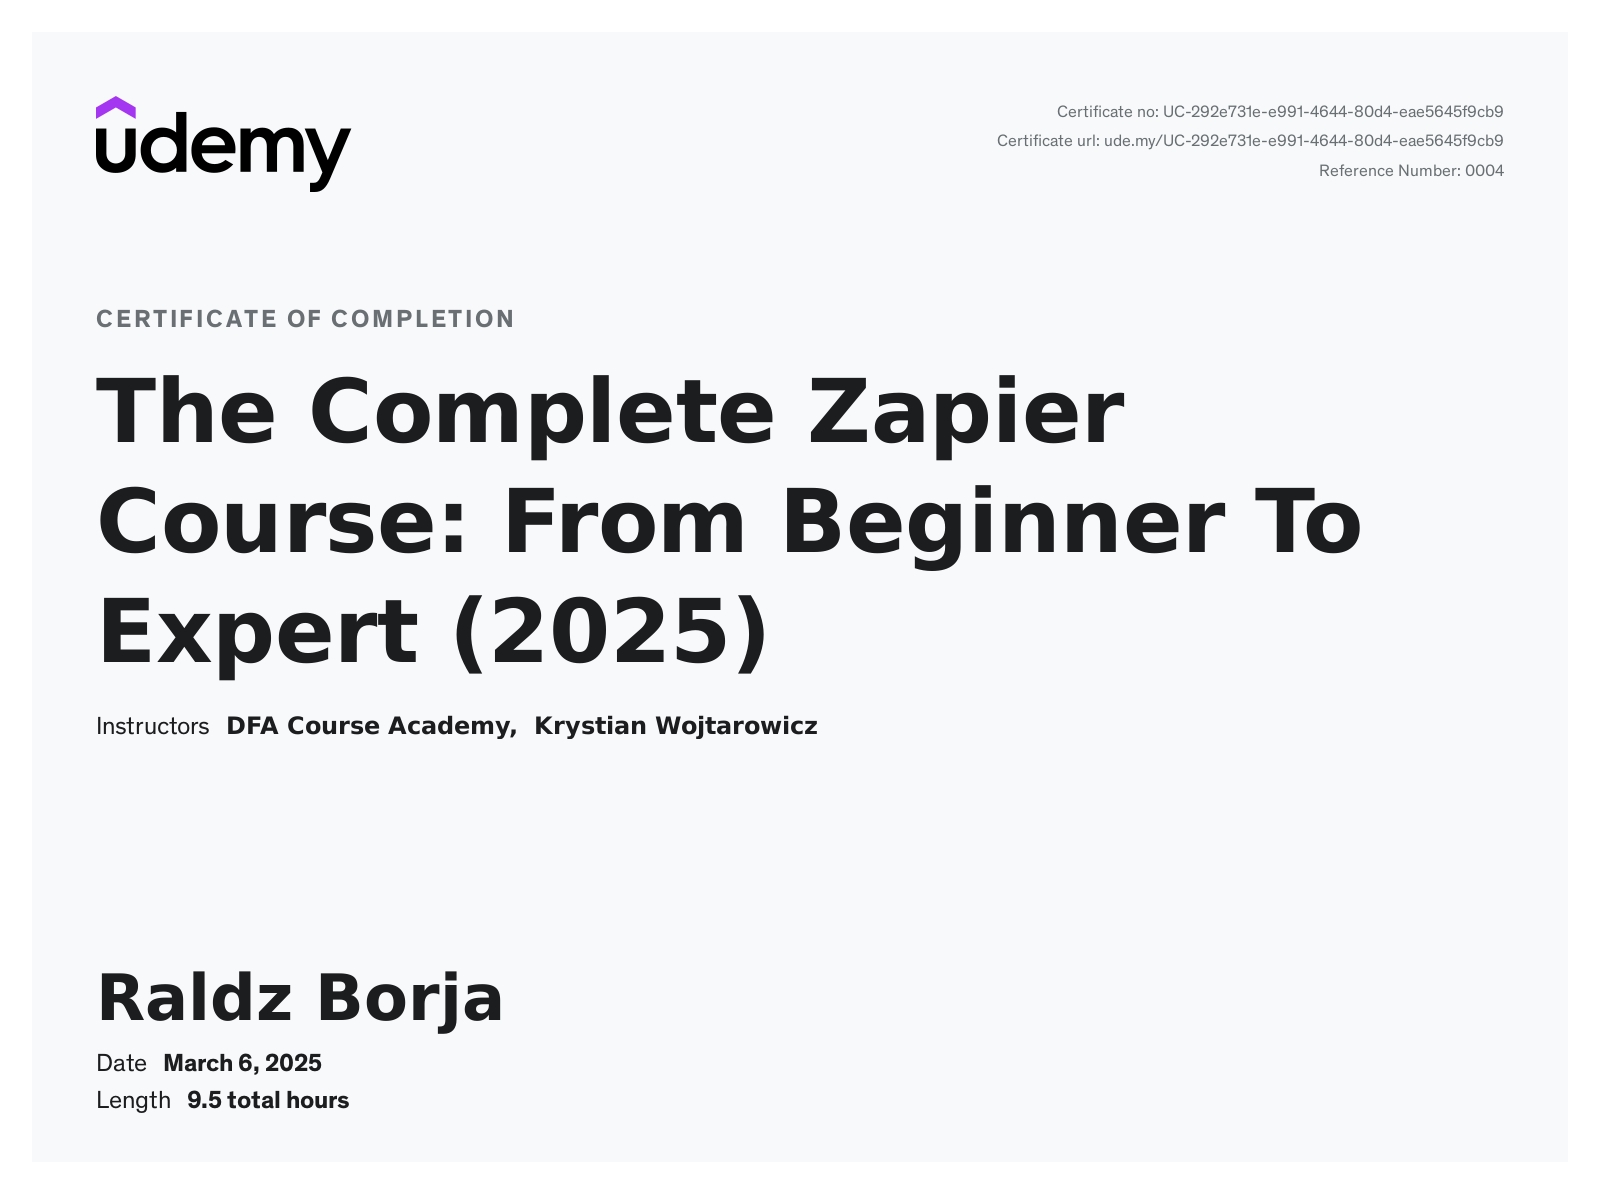 udemy
Certificate no: UC-292e731e-e991-4644-80d4-eae5645f9cb9
Certificate url: ude.my/UC-292e731e-e991-4644-80d4-eae5645f9cb9
Reference Number: 0004
CERTIFICATE OF COMPLETION
The Complete Zapier
Course: From Beginner To
Expert (2025)
Instructors DFA Course Academy, Krystian Wojtarowicz
Raldz Borja
Date March 6, 2025
Length 9.5 total hours